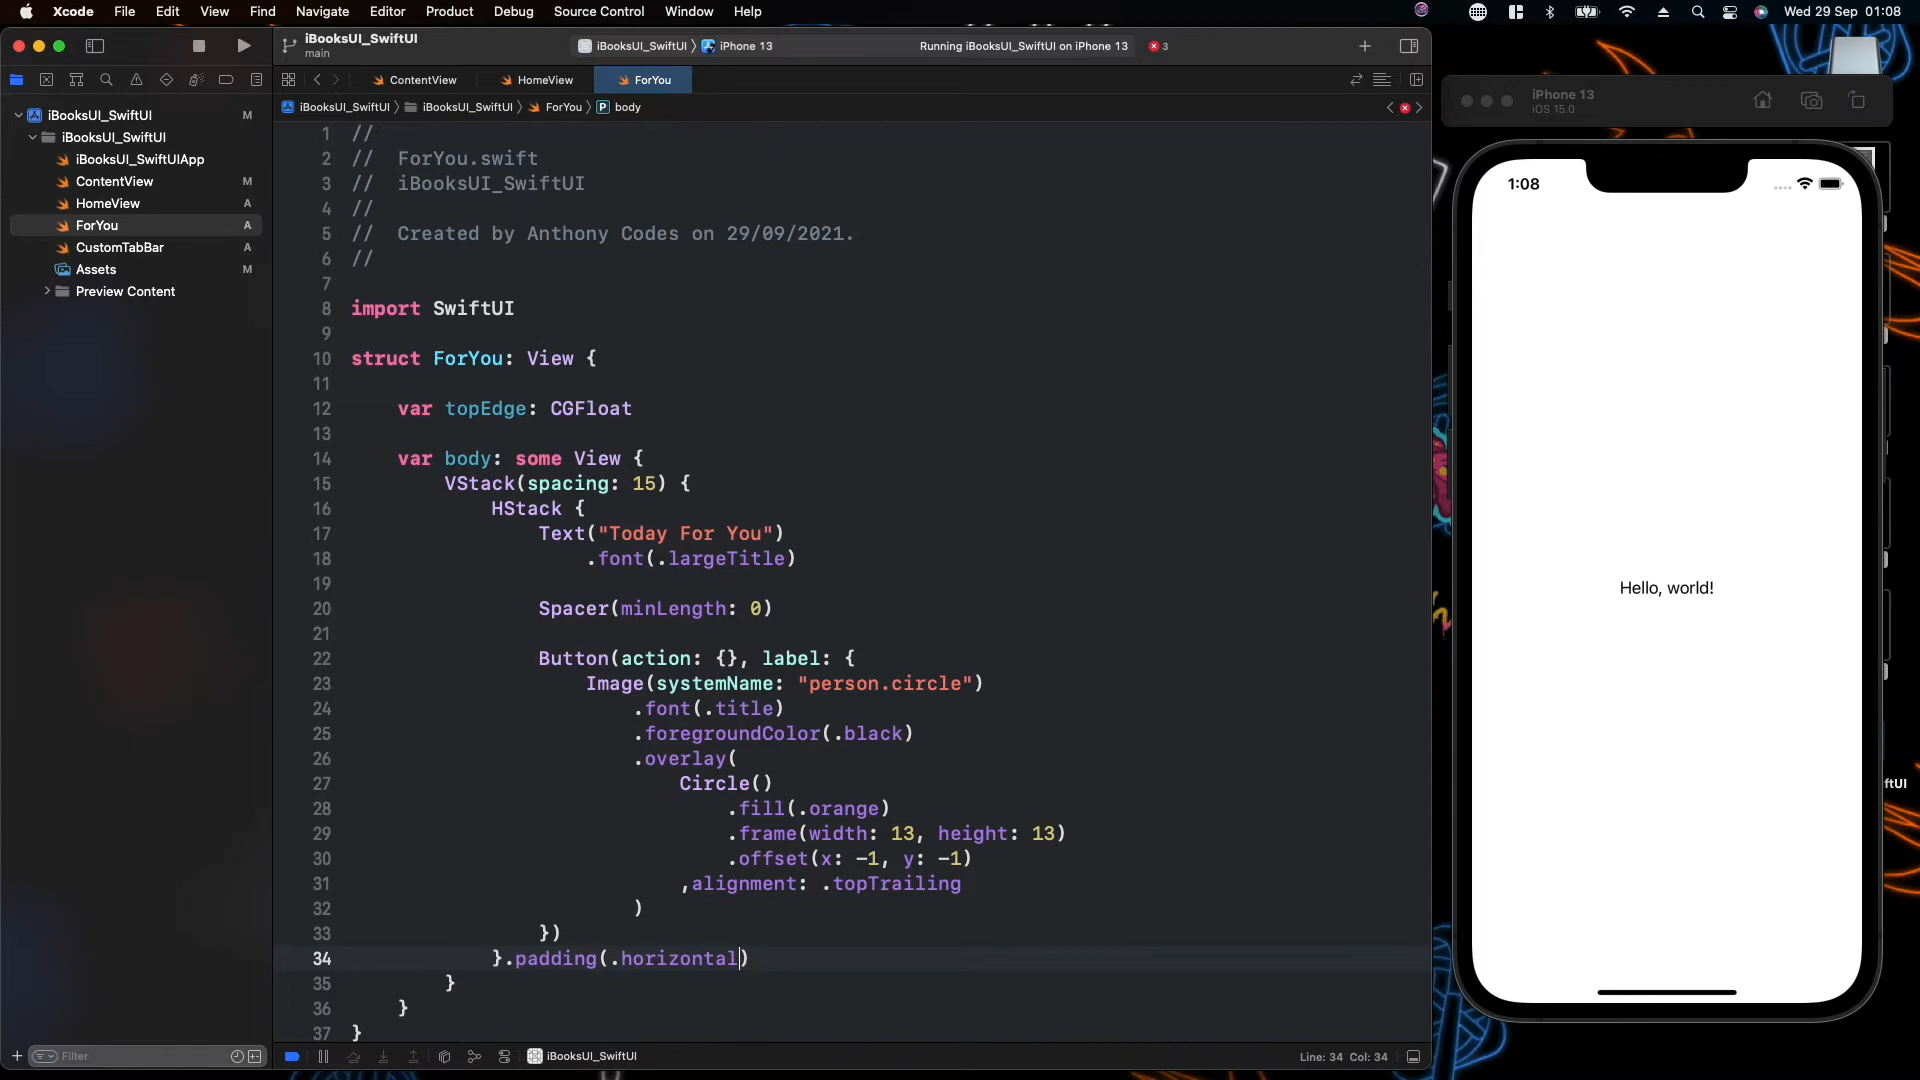 Xcode File Edit View Find Navigate Editor Product Debug Source Control Window Help
Wed 29 Sep 01:08
iBooksUI_SwiftUI
main
iBooksUI_SwiftUI
iPhone 13
Running iBooksUI_SwiftUI on iPhone 13
3
ContentView
HomeView
ForYou
iBooksUI_SwiftUI
iBooksUI_SwiftUI
ForYou
P body
iBooksUI_SwiftUI M
iBooksUI_SwiftUI
iBooksUI_SwiftUIApp
ContentView M
HomeView A
ForYou A
CustomTabBar A
Assets M
Preview Content
1 //
2 //  ForYou.swift
3 //  iBooksUI_SwiftUI
4 //
5 //  Created by Anthony Codes on 29/09/2021.
6 //
7
8 import SwiftUI
9
10 struct ForYou: View {
11
12     var topEdge: CGFloat
13
14     var body: some View {
15         VStack(spacing: 15) {
16             HStack {
17                 Text("Today For You")
18                     .font(.largeTitle)
19
20                 Spacer(minLength: 0)
21
22                 Button(action: {}, label: {
23                     Image(systemName: "person.circle")
24                         .font(.title)
25                         .foregroundColor(.black)
26                         .overlay(
27                             Circle()
28                                 .fill(.orange)
29                                 .frame(width: 13, height: 13)
30                                 .offset(x: -1, y: -1)
31                             ,alignment: .topTrailing
32                         )
33                 })
34             }.padding(.horizontal)
35         }
36     }
37 }
Filter
iBooksUI_SwiftUI
Line: 34 Col: 34
iPhone 13
iOS 15.0
1:08
Hello, world!
ftUI